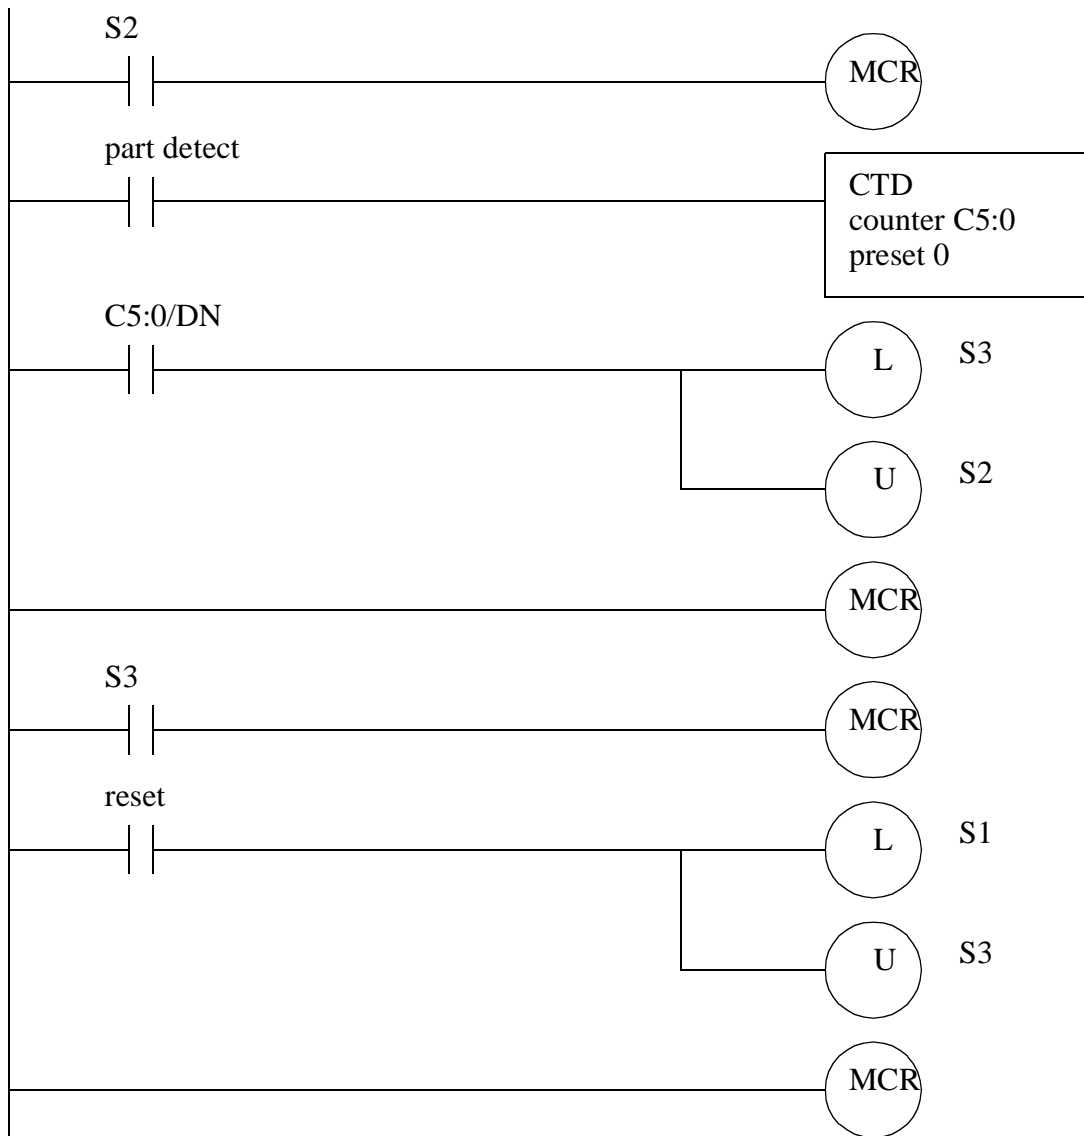 S2
MCR
part detect
CTD
counter C5:0
preset 0
C5:0/DN
L S3
U S2
MCR
S3
MCR
reset
L S1
U S3
MCR